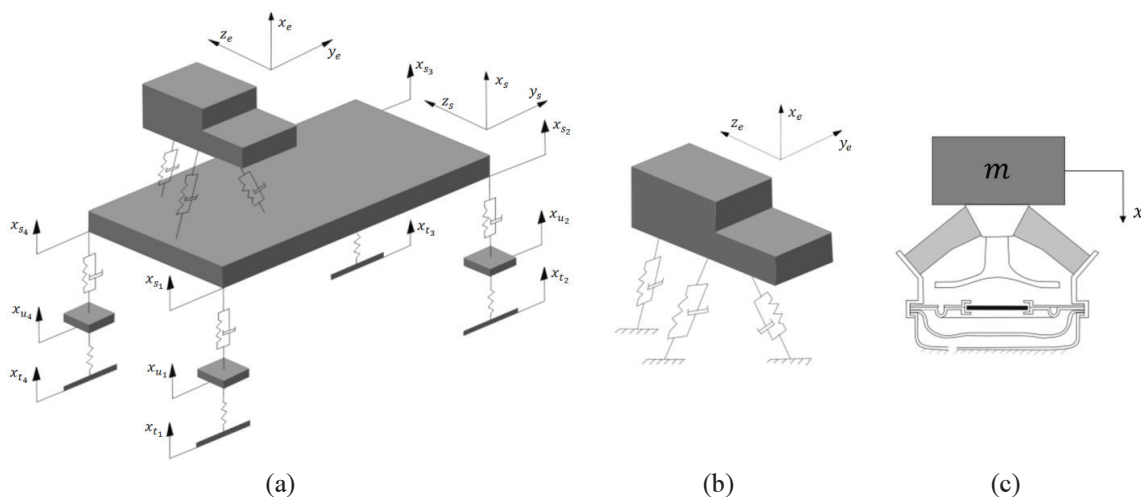 x_e
z_e
y_e
x_{s_3}
x_s
y_s
z_s
x_{s_2}
x_{s_4}
x_{t_3}
x_{u_2}
x_{s_1}
x_{t_2}
x_{u_4}
x_{u_1}
x_{t_4}
x_{t_1}
(a)
x_e
z_e
y_e
(b)
m
x
(c)